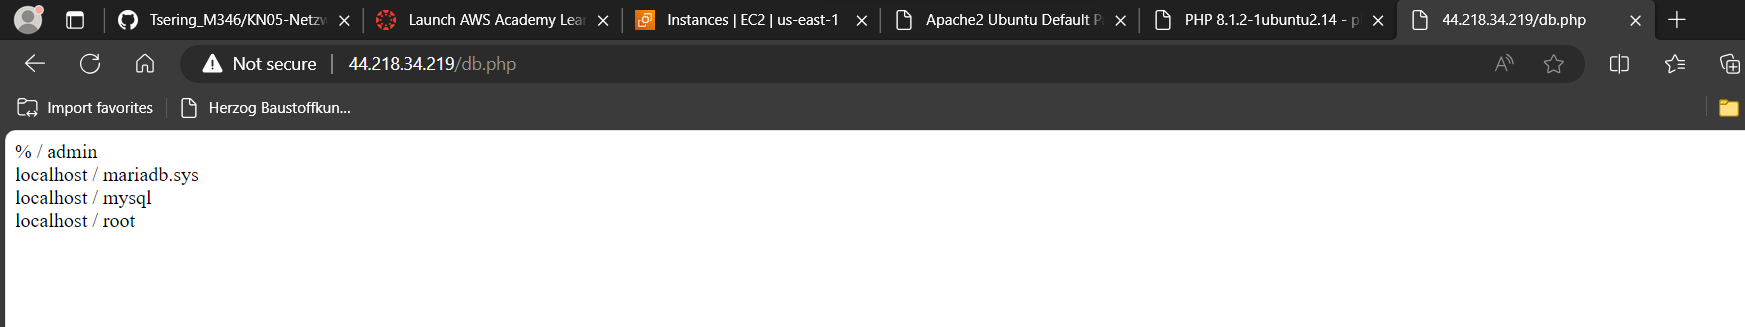 Tsering_M346/KN05-Netzw
Launch AWS Academy Lea
Instances | EC2 | us-east-1
Apache2 Ubuntu Default P
PHP 8.1.2-1ubuntu2.14 - p
44.218.34.219/db.php
Not secure | 44.218.34.219/db.php
Import favorites
Herzog Baustoffkun...
% / admin
localhost / mariadb.sys
localhost / mysql
localhost / root